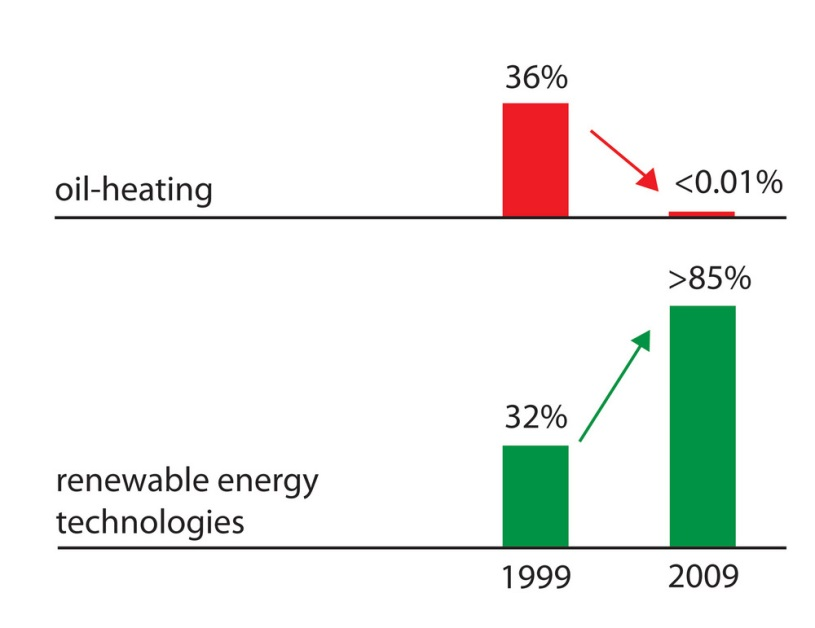 36%
oil-heating
<0.01%
>85%
32%
renewable energy
technologies
1999 2009